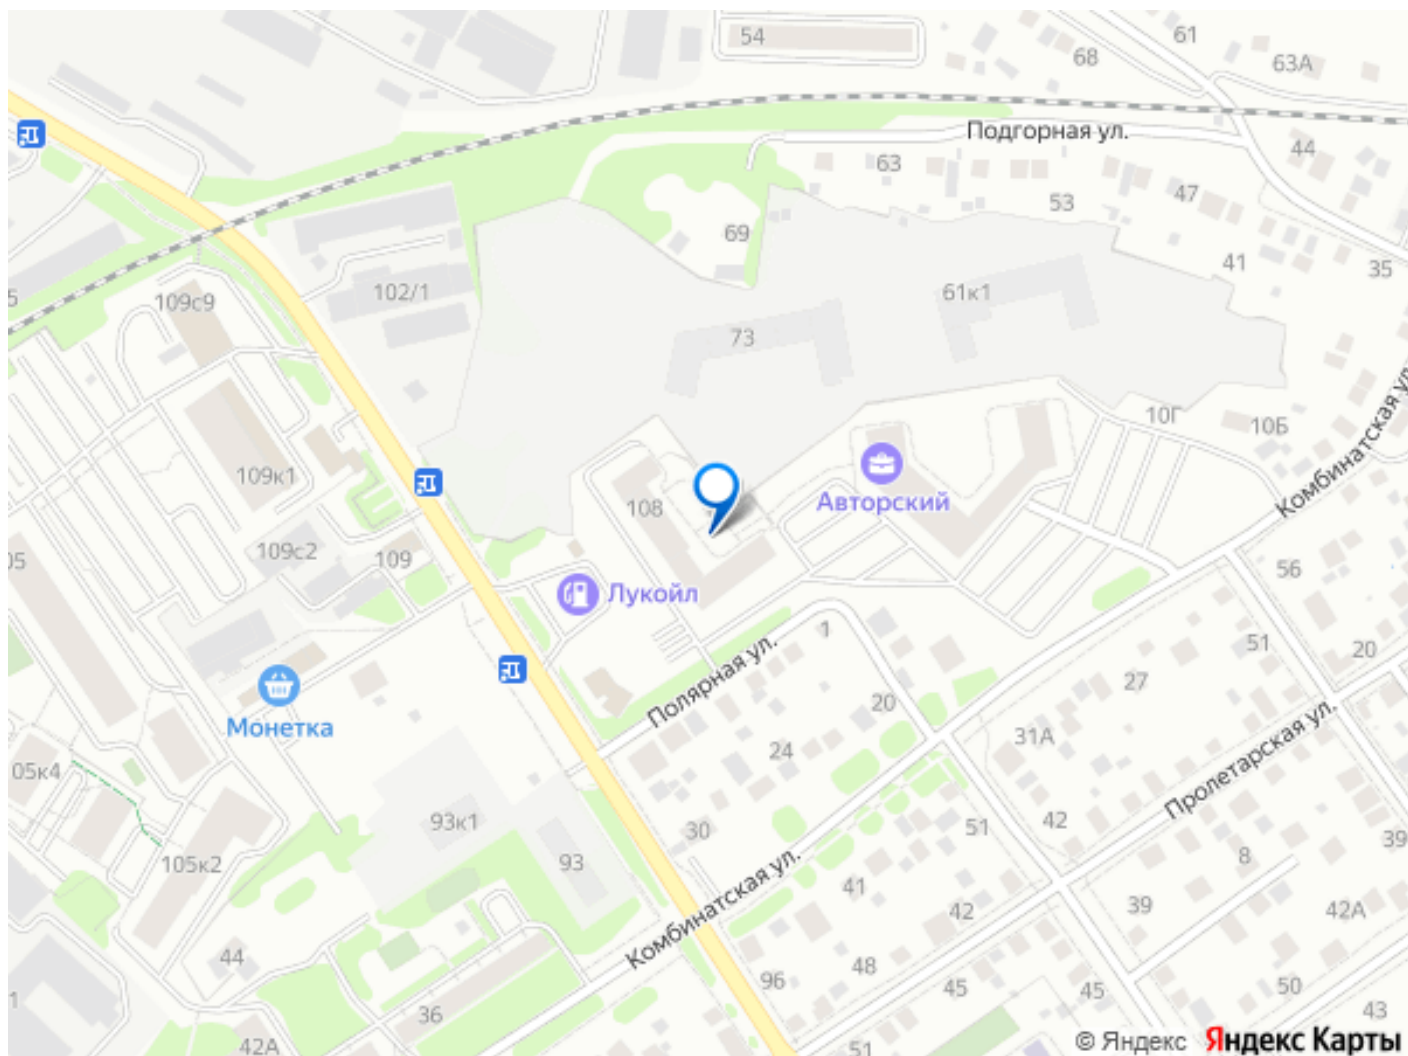 54
61
68
63А
Подгорная ул.
44
63
47
53
69
41
35
5
102/1
109с9
61к1
73
10Г
10Б
Комбинатская ул.
109к1
Авторский
108
109с2
109
05
56
Лукойл
1
51
20
Полярная ул.
27
20
Монетка
31А
24
Пролетарская ул.
05к4
93к1
30
51
42
39
8
93
105к2
Комбинатская ул.
41
42
39
42А
44
48
96
45
45
50
1
36
43
42А
51
© Яндекс Яндекс Карты